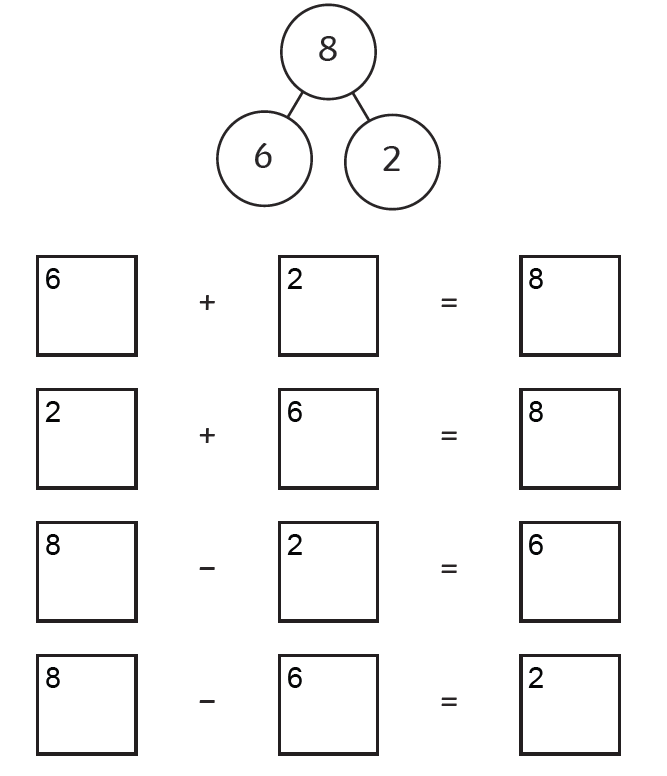 8
6 2
6 + 2 = 8
2 + 6 = 8
8 − 2 = 6
8 − 6 = 2